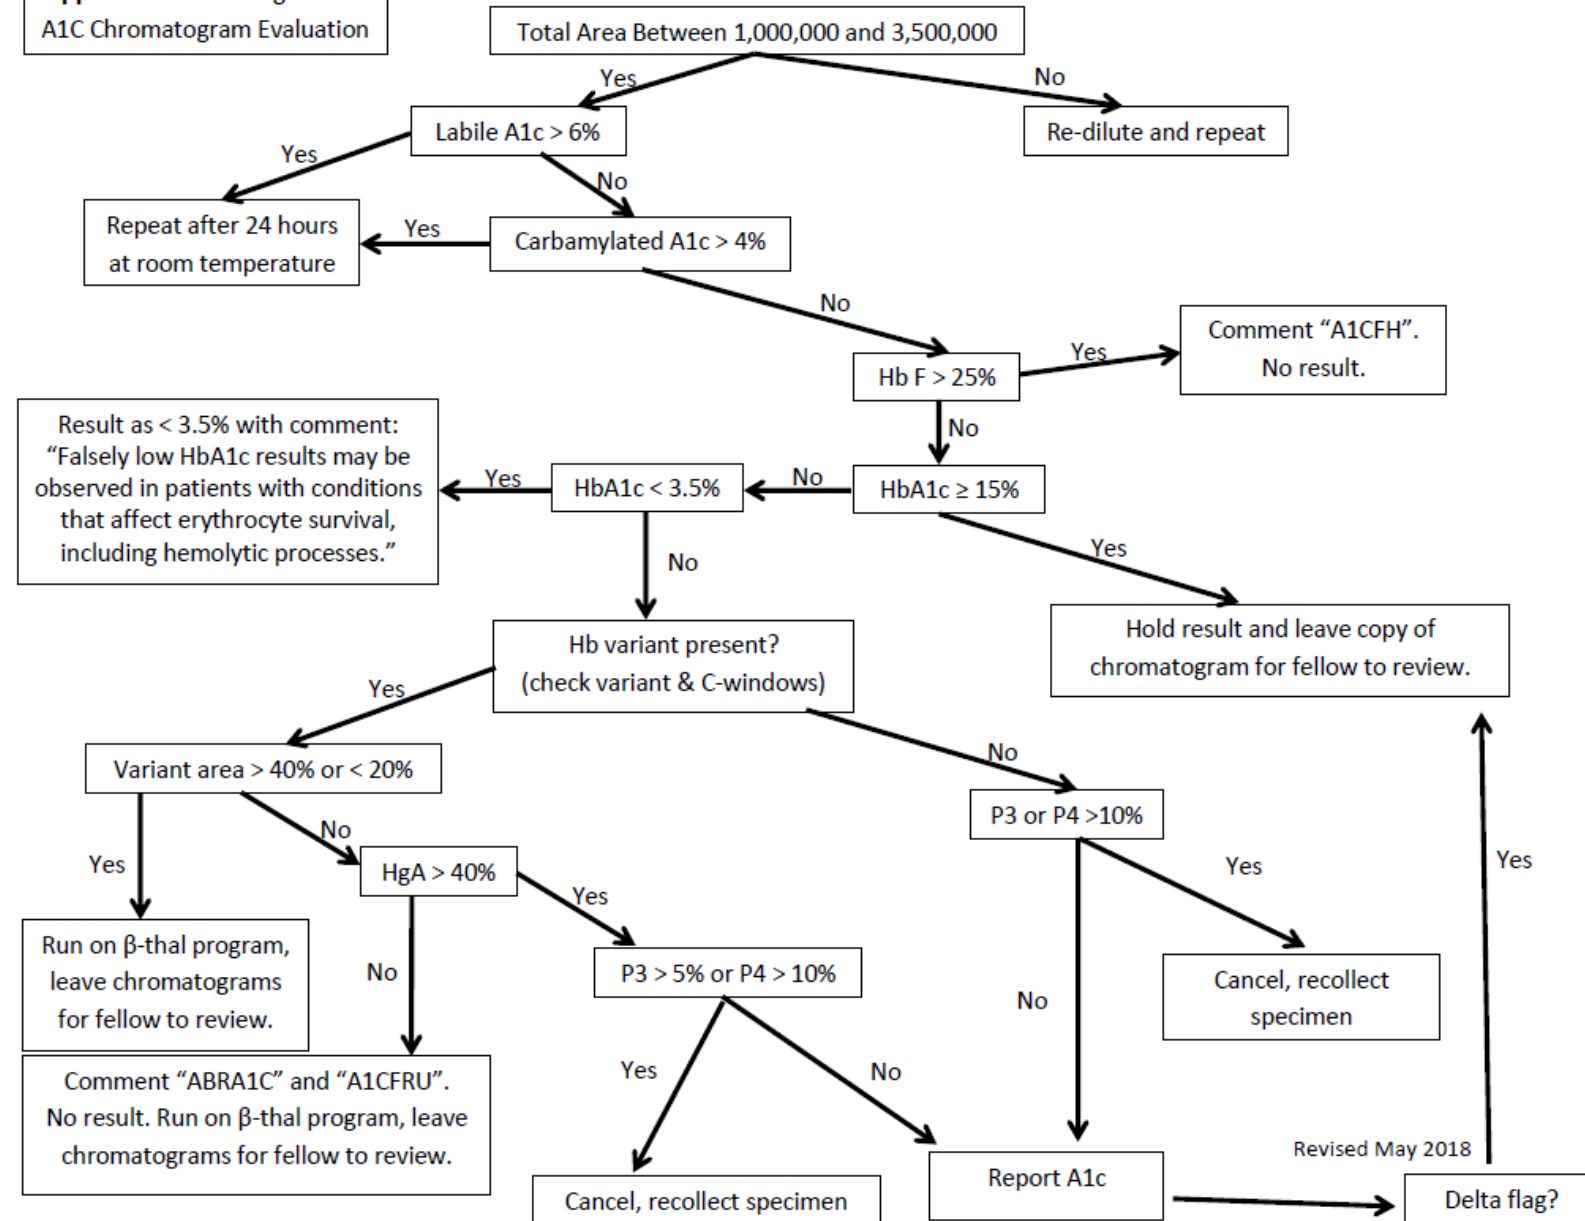 A1C Chromatogram Evaluation
Total Area Between 1,000,000 and 3,500,000
Yes
No
Labile A1c > 6%
Re-dilute and repeat
Yes
No
Repeat after 24 hours
at room temperature
Yes
Carbamylated A1c > 4%
No
Comment “A1CFH”.
No result.
Hb F > 25%
Yes
No
Result as < 3.5% with comment:
“Falsely low HbA1c results may be
observed in patients with conditions
that affect erythrocyte survival,
including hemolytic processes.”
Yes
HbA1c < 3.5%
No
HbA1c ≥ 15%
Yes
No
Hold result and leave copy of
chromatogram for fellow to review.
Hb variant present?
(check variant & C-windows)
Yes
No
Variant area > 40% or < 20%
P3 or P4 >10%
Yes
No
HgA > 40%
Yes
Yes
Yes
Run on β-thal program,
leave chromatograms
for fellow to review.
No
P3 > 5% or P4 > 10%
No
Cancel, recollect
specimen
Comment “ABRA1C” and “A1CFRU”.
No result. Run on β-thal program, leave
chromatograms for fellow to review.
Yes
No
Revised May 2018
Cancel, recollect specimen
Report A1c
Delta flag?